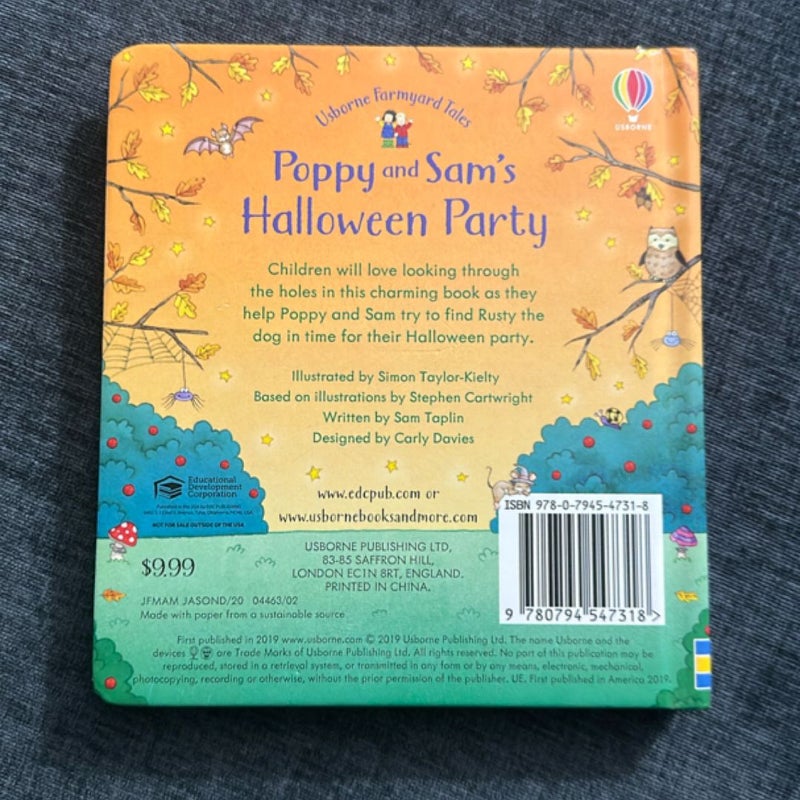 Usborne Farmyard Tales
USBORNE
Poppy and Sam's
Halloween Party
Children will love looking through
the holes in this charming book as they
help Poppy and Sam try to find Rusty the
dog in time for their Halloween party.
Illustrated by Simon Taylor-Kielty
Based on illustrations by Stephen Cartwright
Written by Sam Taplin
Designed by Carly Davies
Educational
Development
Corporation
Published in the USA by EDC PUBLISHING
NOT FOR SALE OUTSIDE OF THE USA
www.edcpub.com or
www.usbornebooksandmore.com
ISBN 978-0-7945-4731-8
9 780794 547318 >
$9.99
USBORNE PUBLISHING LTD,
83-85 SAFFRON HILL,
LONDON EC1N 8RT, ENGLAND.
PRINTED IN CHINA.
JFMAM JASOND/20 04463/02
Made with paper from a sustainable source
First published in 2019 www.usborne.com © 2019 Usborne Publishing Ltd. The name Usborne and the
devices are Trade Marks of Usborne Publishing Ltd. All rights reserved. No part of this publication may be
reproduced, stored in a retrieval system, or transmitted in any form or by any means, electronic, mechanical,
photocopying, recording or otherwise, without the prior permission of the publisher. UE. First published in America 2019.